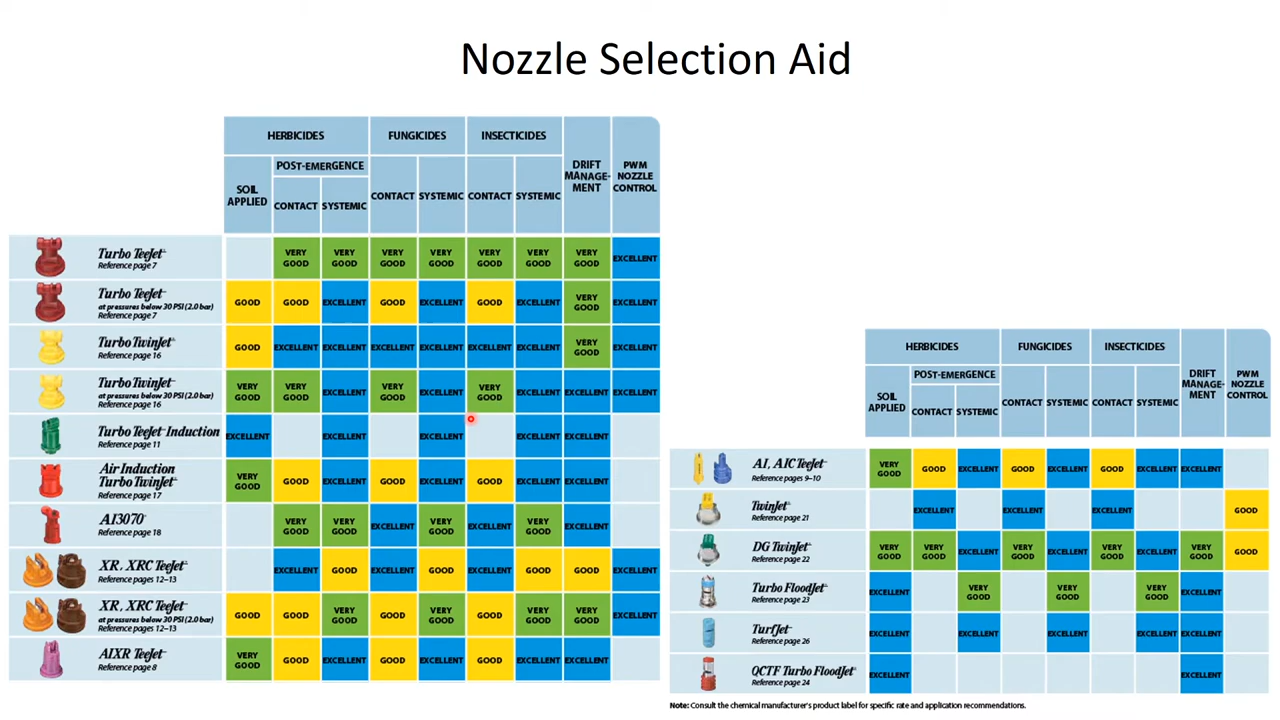 Nozzle Selection Aid
HERBICIDES FUNGICIDES INSECTICIDES DRIFT MANAGE- MENT PWM NOZZLE CONTROL
SOIL APPLIED POST-EMERGENCE
CONTACT SYSTEMIC CONTACT SYSTEMIC CONTACT SYSTEMIC
Turbo TeeJet
Reference page 7
VERY GOOD VERY GOOD VERY GOOD VERY GOOD VERY GOOD VERY GOOD VERY GOOD EXCELLENT
Turbo TeeJet
at pressures below 30 PSI (2.0 bar)
Reference page 7
GOOD GOOD EXCELLENT GOOD EXCELLENT GOOD EXCELLENT VERY GOOD EXCELLENT
Turbo TwinJet
Reference page 16
GOOD EXCELLENT EXCELLENT EXCELLENT EXCELLENT EXCELLENT EXCELLENT VERY GOOD EXCELLENT
Turbo TwinJet
at pressures below 30 PSI (2.0 bar)
Reference page 16
VERY GOOD VERY GOOD EXCELLENT VERY GOOD EXCELLENT VERY GOOD EXCELLENT EXCELLENT EXCELLENT
Turbo TeeJet Induction
Reference page 11
EXCELLENT EXCELLENT EXCELLENT EXCELLENT EXCELLENT
Air Induction
Turbo TwinJet
Reference page 17
VERY GOOD GOOD EXCELLENT GOOD EXCELLENT GOOD EXCELLENT EXCELLENT
AI3070
Reference page 18
VERY GOOD VERY GOOD EXCELLENT VERY GOOD EXCELLENT VERY GOOD EXCELLENT
XR, XRC TeeJet
Reference pages 12–13
EXCELLENT GOOD EXCELLENT GOOD EXCELLENT GOOD GOOD EXCELLENT
XR, XRC TeeJet
at pressures below 30 PSI (2.0 bar)
Reference pages 12–13
GOOD GOOD VERY GOOD GOOD VERY GOOD GOOD VERY GOOD VERY GOOD EXCELLENT
AIXR TeeJet
Reference page 8
VERY GOOD GOOD EXCELLENT GOOD EXCELLENT GOOD EXCELLENT EXCELLENT
HERBICIDES FUNGICIDES INSECTICIDES DRIFT MANAGE- MENT PWM NOZZLE CONTROL
SOIL APPLIED POST-EMERGENCE
CONTACT SYSTEMIC CONTACT SYSTEMIC CONTACT SYSTEMIC
AI, AIC TeeJet
Reference pages 9–10
VERY GOOD GOOD EXCELLENT GOOD EXCELLENT GOOD EXCELLENT EXCELLENT
TwinJet
Reference page 21
EXCELLENT EXCELLENT EXCELLENT GOOD
DG TwinJet
Reference page 22
VERY GOOD VERY GOOD EXCELLENT VERY GOOD EXCELLENT VERY GOOD EXCELLENT VERY GOOD GOOD
Turbo FloodJet
Reference page 23
EXCELLENT VERY GOOD VERY GOOD VERY GOOD EXCELLENT
TurfJet
Reference page 26
EXCELLENT EXCELLENT EXCELLENT EXCELLENT EXCELLENT
QCTF Turbo FloodJet
Reference page 24
EXCELLENT EXCELLENT
Note: Consult the chemical manufacturer's product label for specific rate and application recommendations.